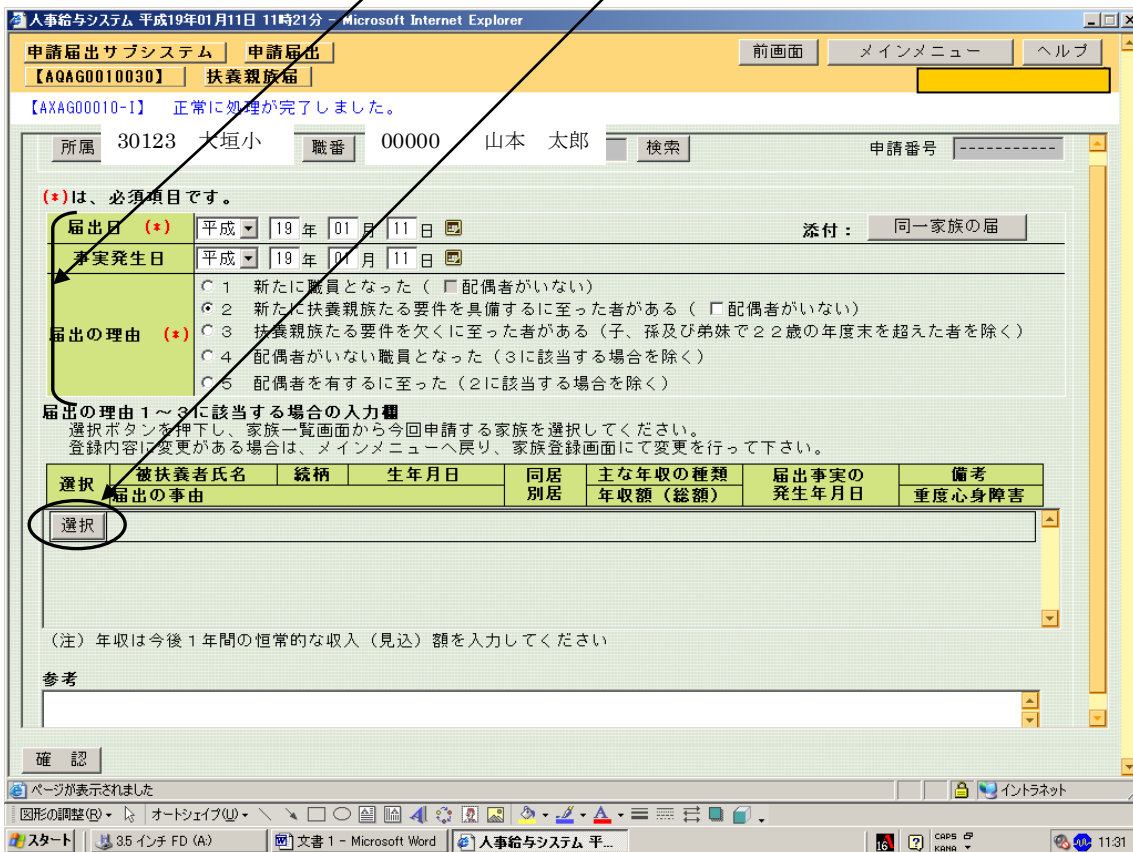 人事給与システム 平成19年01月11日 11時21分 - Microsoft Internet Explorer
申請届出サブシステム 申請届出 前画面 メインメニュー ヘルプ
【AQAG0010030】 扶養親族届
【AXAG00010-I】 正常に処理が完了しました。
所属 30123 大垣小 職番 00000 山本 太郎 検索 申請番号 -----------
(*)は、必須項目です。
届出日 (*) 平成 19 年 01 月 11 日 添付： 同一家族の届
事実発生日 平成 19 年 01 月 11 日
届出の理由 (*)
1 新たに職員となった（ 配偶者がいない）
2 新たに扶養親族たる要件を具備するに至った者がある（ 配偶者がいない）
3 扶養親族たる要件を欠くに至った者がある（子、孫及び弟妹で２２歳の年度末を超えた者を除く）
4 配偶者がいない職員となった（3に該当する場合を除く）
5 配偶者を有するに至った（2に該当する場合を除く）
届出の理由１～３に該当する場合の入力欄
選択ボタンを押下し、家族一覧画面から今回申請する家族を選択してください。
登録内容に変更がある場合は、メインメニューへ戻り、家族登録画面にて変更を行って下さい。
選択 被扶養者氏名 続柄 生年月日 同居 主な年収の種類 届出事実の 備考
届出の事由 別居 年収額（総額） 発生年月日 重度心身障害
選択
（注）年収は今後１年間の恒常的な収入（見込）額を入力してください
参考
確 認
ページが表示されました イントラネット
図形の調整(R) オートシェイプ(U)
スタート 3.5 インチ FD (A:) 文書 1 - Microsoft Word 人事給与システム 平... 16 CAPS KANA 11:31